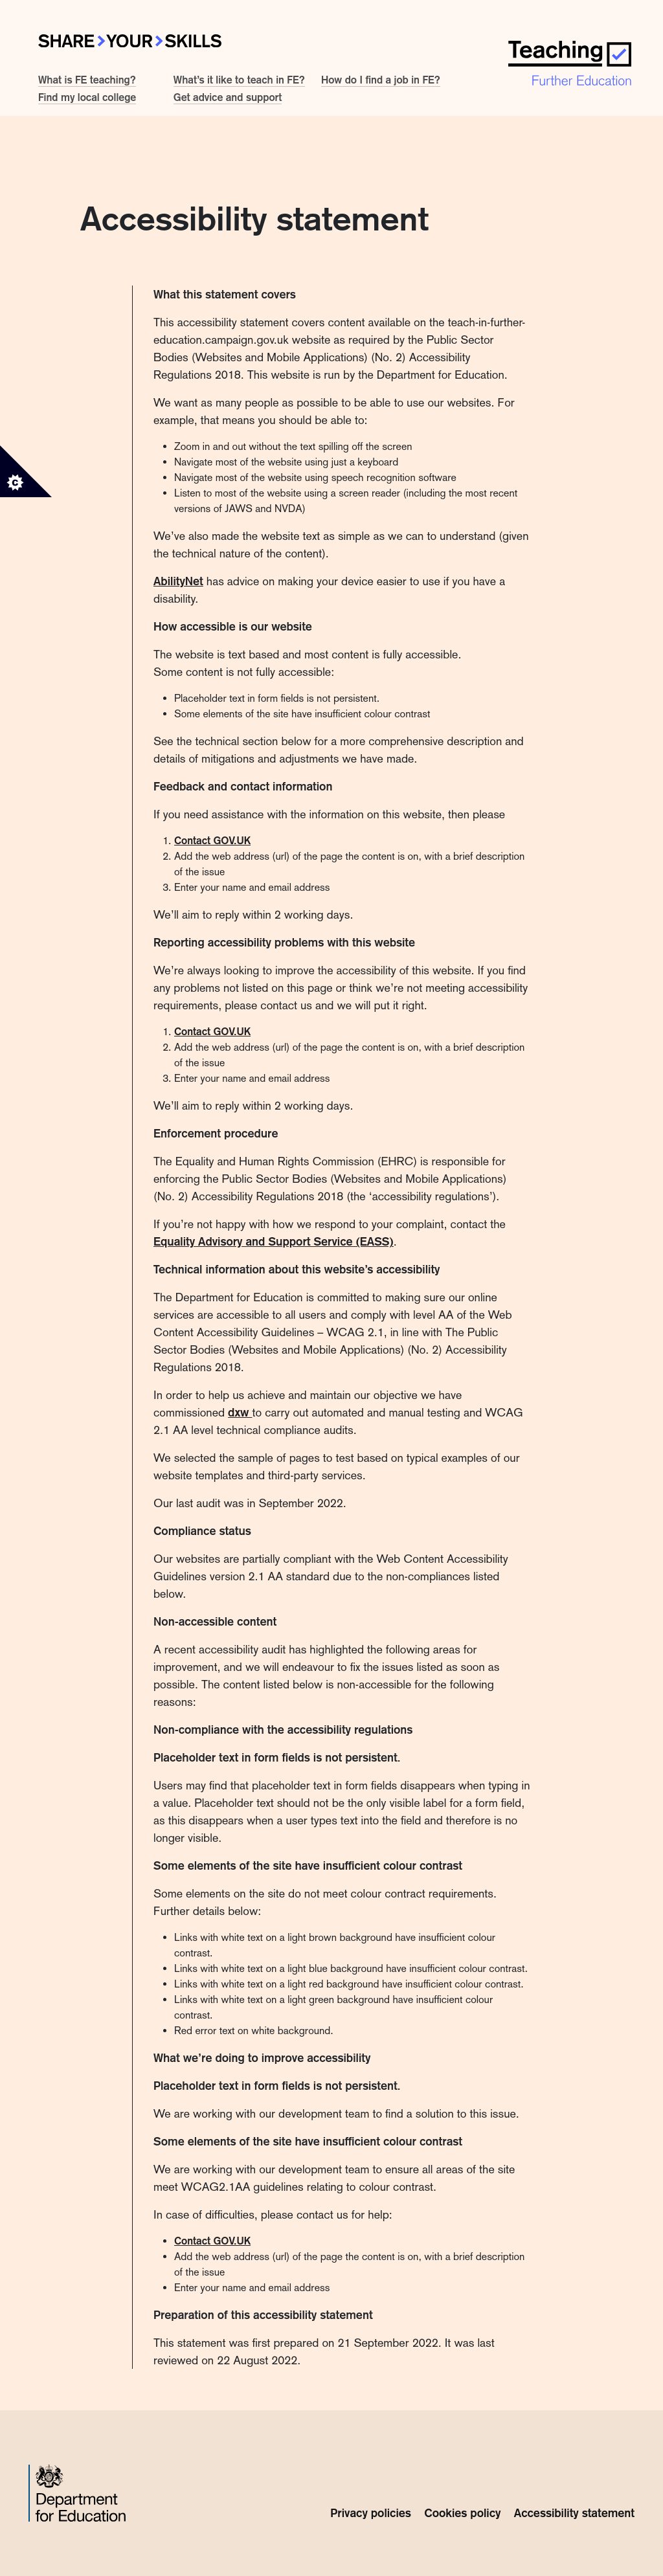 SHARE>YOUR>SKILLS
What is FE teaching?
What's it like to teach in FE?
How do I find a job in FE?
Find my local college
Get advice and support
Teaching
Further Education
Accessibility statement
What this statement covers
This accessibility statement covers content available on the teach-in-further-
education.campaign.gov.uk website as required by the Public Sector
Bodies (Websites and Mobile Applications) (No. 2) Accessibility
Regulations 2018. This website is run by the Department for Education.
We want as many people as possible to be able to use our websites. For
example, that means you should be able to:
• Zoom in and out without the text spilling off the screen
• Navigate most of the website using just a keyboard
• Navigate most of the website using speech recognition software
• Listen to most of the website using a screen reader (including the most recent
versions of JAWS and NVDA)
We've also made the website text as simple as we can to understand (given
the technical nature of the content).
AbilityNet has advice on making your device easier to use if you have a
disability.
How accessible is our website
The website is text based and most content is fully accessible.
Some content is not fully accessible:
• Placeholder text in form fields is not persistent.
• Some elements of the site have insufficient colour contrast
See the technical section below for a more comprehensive description and
details of mitigations and adjustments we have made.
Feedback and contact information
If you need assistance with the information on this website, then please
1. Contact GOV.UK
2. Add the web address (url) of the page the content is on, with a brief description
of the issue
3. Enter your name and email address
We'll aim to reply within 2 working days.
Reporting accessibility problems with this website
We're always looking to improve the accessibility of this website. If you find
any problems not listed on this page or think we're not meeting accessibility
requirements, please contact us and we will put it right.
1. Contact GOV.UK
2. Add the web address (url) of the page the content is on, with a brief description
of the issue
3. Enter your name and email address
We'll aim to reply within 2 working days.
Enforcement procedure
The Equality and Human Rights Commission (EHRC) is responsible for
enforcing the Public Sector Bodies (Websites and Mobile Applications)
(No. 2) Accessibility Regulations 2018 (the 'accessibility regulations').
If you're not happy with how we respond to your complaint, contact the
Equality Advisory and Support Service (EASS).
Technical information about this website's accessibility
The Department for Education is committed to making sure our online
services are accessible to all users and comply with level AA of the Web
Content Accessibility Guidelines – WCAG 2.1, in line with The Public
Sector Bodies (Websites and Mobile Applications) (No. 2) Accessibility
Regulations 2018.
In order to help us achieve and maintain our objective we have
commissioned dxw to carry out automated and manual testing and WCAG
2.1 AA level technical compliance audits.
We selected the sample of pages to test based on typical examples of our
website templates and third-party services.
Our last audit was in September 2022.
Compliance status
Our websites are partially compliant with the Web Content Accessibility
Guidelines version 2.1 AA standard due to the non-compliances listed
below.
Non-accessible content
A recent accessibility audit has highlighted the following areas for
improvement, and we will endeavour to fix the issues listed as soon as
possible. The content listed below is non-accessible for the following
reasons:
Non-compliance with the accessibility regulations
Placeholder text in form fields is not persistent.
Users may find that placeholder text in form fields disappears when typing in
a value. Placeholder text should not be the only visible label for a form field,
as this disappears when a user types text into the field and therefore is no
longer visible.
Some elements of the site have insufficient colour contrast
Some elements on the site do not meet colour contract requirements.
Further details below:
• Links with white text on a light brown background have insufficient colour
contrast.
• Links with white text on a light blue background have insufficient colour contrast.
• Links with white text on a light red background have insufficient colour contrast.
• Links with white text on a light green background have insufficient colour
contrast.
• Red error text on white background.
What we're doing to improve accessibility
Placeholder text in form fields is not persistent.
We are working with our development team to find a solution to this issue.
Some elements of the site have insufficient colour contrast
We are working with our development team to ensure all areas of the site
meet WCAG2.1AA guidelines relating to colour contrast.
In case of difficulties, please contact us for help:
• Contact GOV.UK
• Add the web address (url) of the page the content is on, with a brief description
of the issue
• Enter your name and email address
Preparation of this accessibility statement
This statement was first prepared on 21 September 2022. It was last
reviewed on 22 August 2022.
Department
for Education
Privacy policies
Cookies policy
Accessibility statement